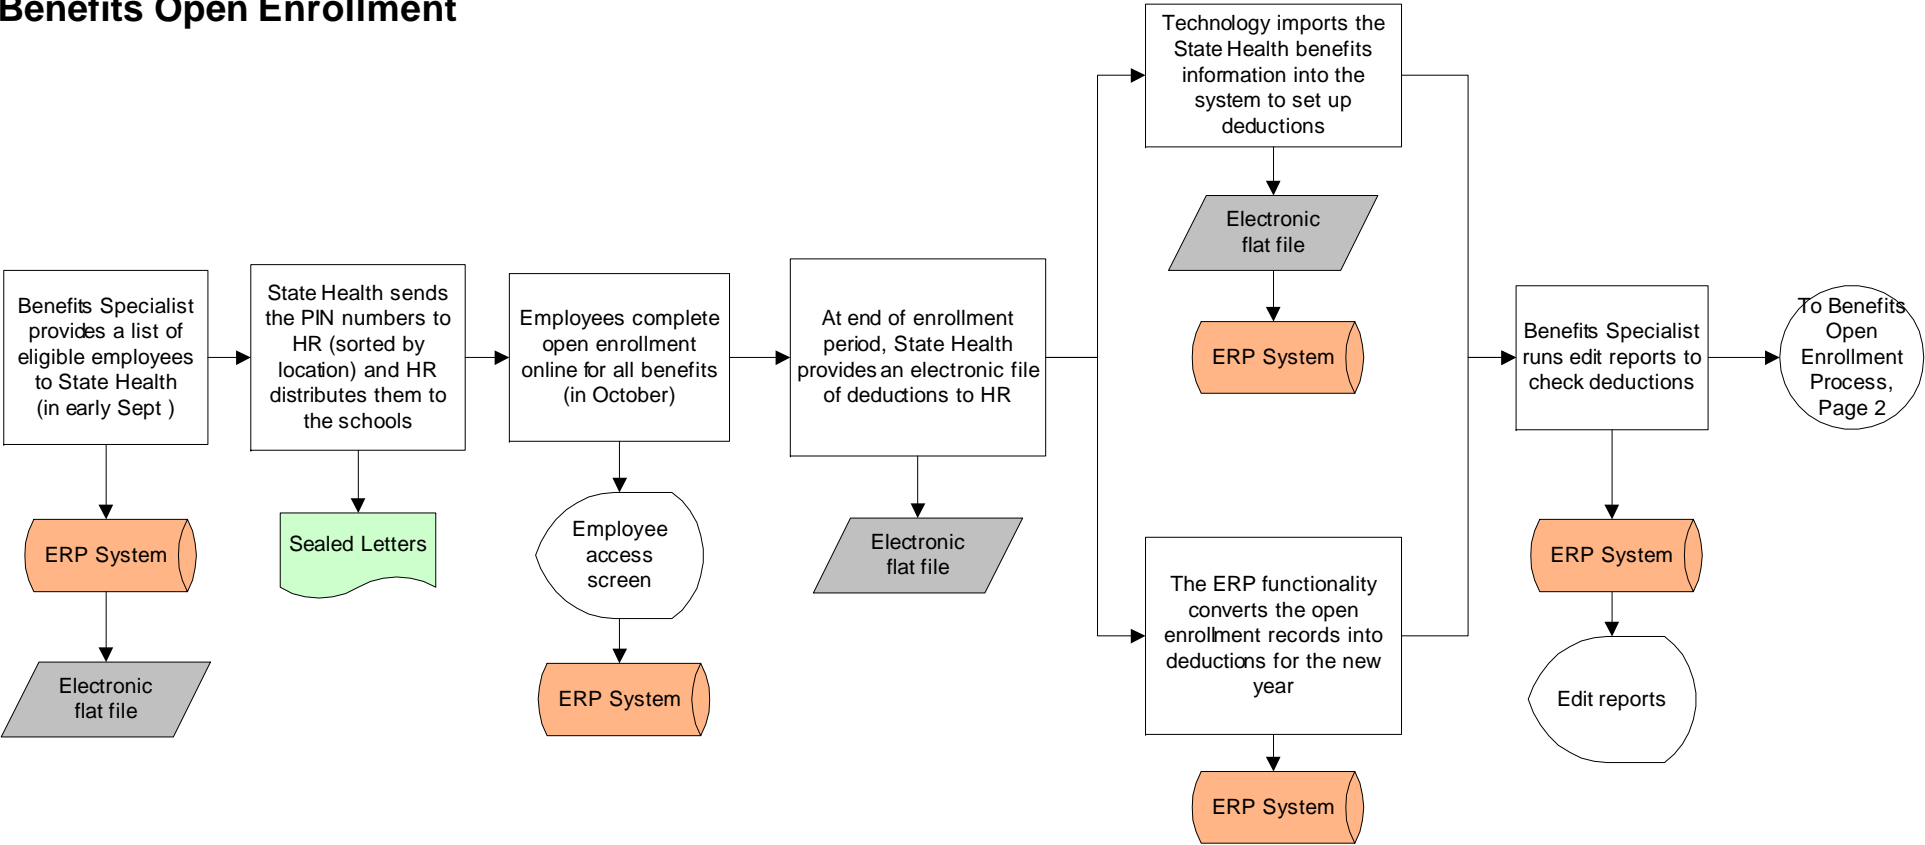 Benefits Open Enrollment
Technology imports the
State Health benefits
information into the
system to set up
deductions
Electronic
flat file
ERP System
Benefits Specialist
provides a list of
eligible employees
to State Health
(in early Sept )
ERP System
Electronic
flat file
State Health sends
the PIN numbers to
HR (sorted by
location) and HR
distributes them to
the schools
Sealed Letters
Employees complete
open enrollment
online for all benefits
(in October)
Employee
access
screen
ERP System
At end of enrollment
period, State Health
provides an electronic file
of deductions to HR
Electronic
flat file
The ERP functionality
converts the open
enrollment records into
deductions for the new
year
ERP System
Benefits Specialist
runs edit reports to
check deductions
ERP System
Edit reports
To Benefits
Open
Enrollment
Process,
Page 2